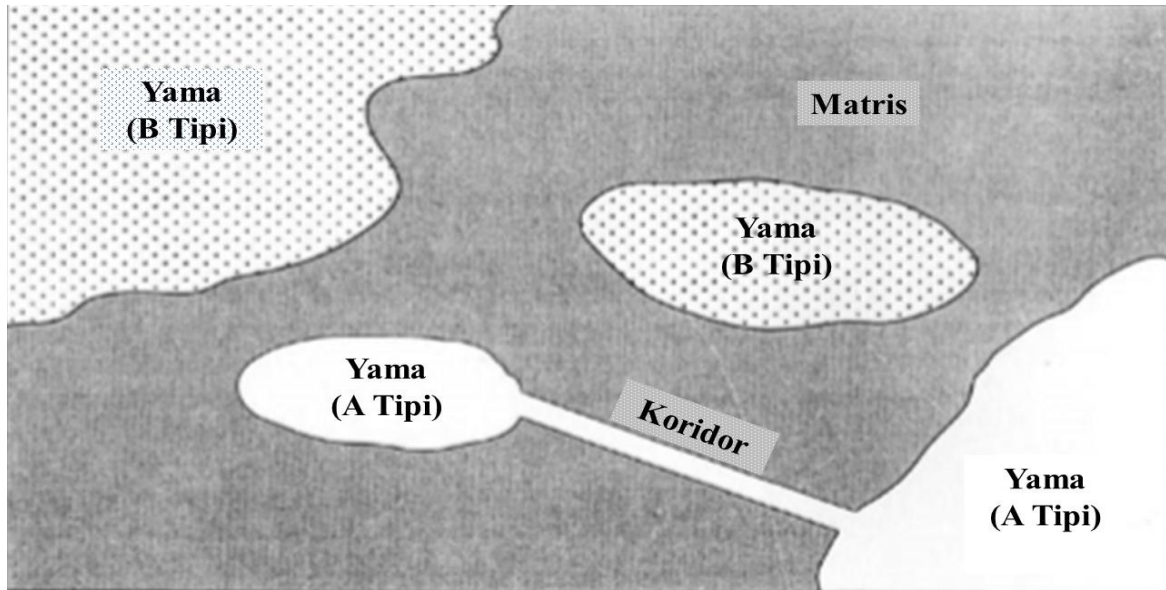 Yama
(B Tipi)
Matris
Yama
(B Tipi)
Yama
(A Tipi)
Koridor
Yama
(A Tipi)